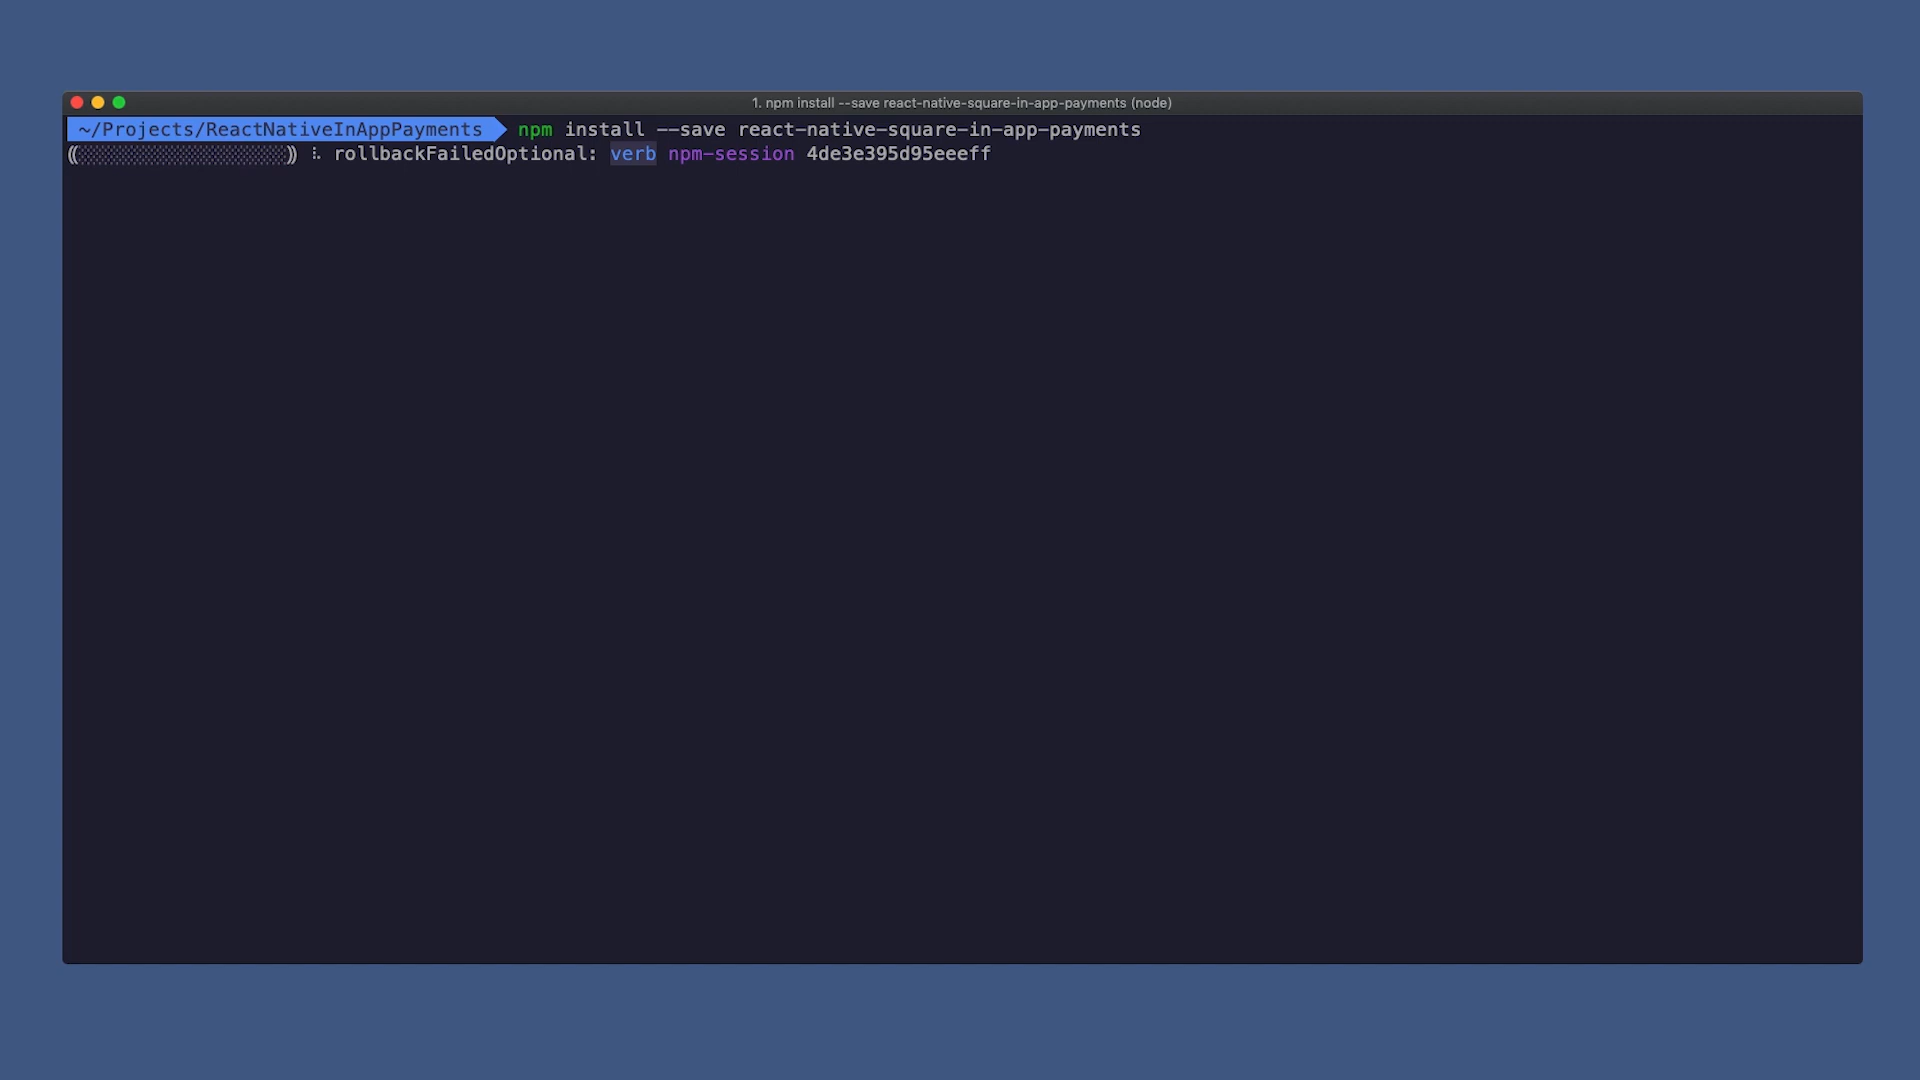 1. npm install --save react-native-square-in-app-payments (node)
~/Projects/ReactNativeInAppPayments npm install --save react-native-square-in-app-payments
rollbackFailedOptional: verb npm-session 4de3e395d95eeeff